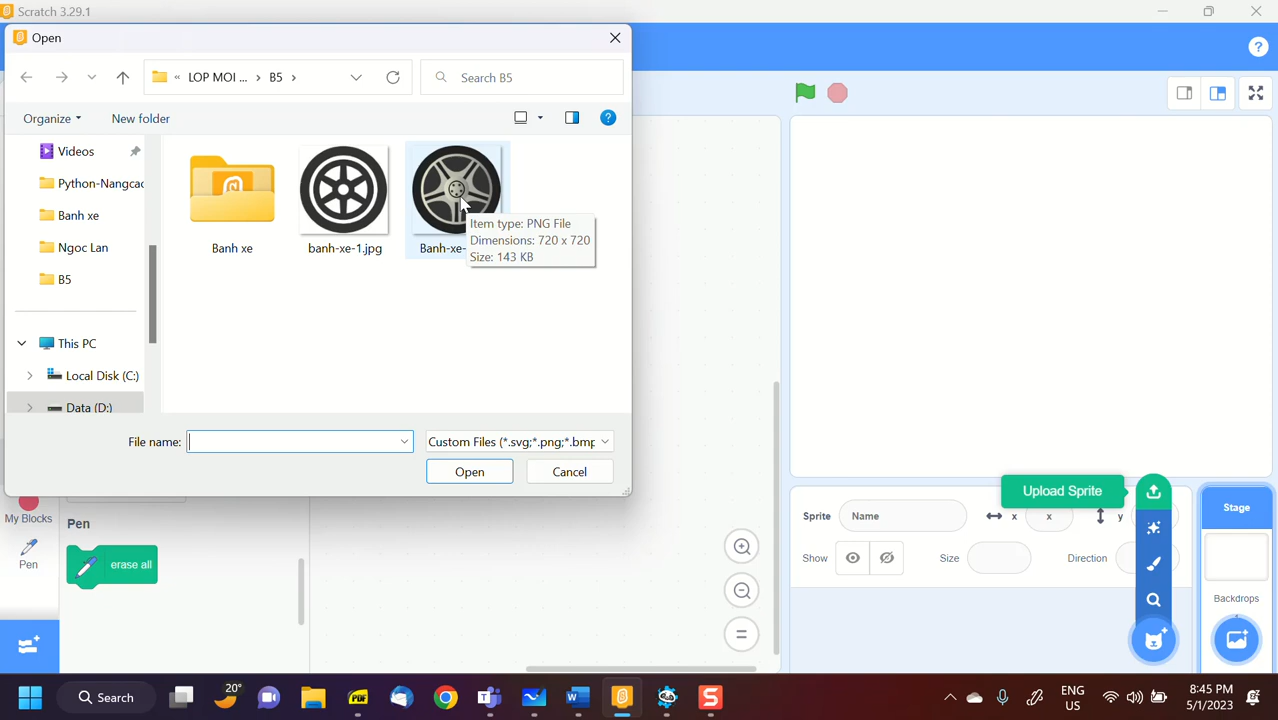 Scratch 3.29.1
Open
« LOP MOI ... > B5 >
Search B5
Organize
New folder
Videos
Python-Nangcao
Banh xe
Ngoc Lan
B5
This PC
Local Disk (C:)
Data (D:)
Banh xe
banh-xe-1.jpg
Banh-xe-
Item type: PNG File
Dimensions: 720 x 720
Size: 143 KB
File name:
Custom Files (*.svg;*.png;*.bmp
Open
Cancel
My Blocks
Pen
Pen
erase all
Upload Sprite
Sprite
Name
x
x
y
Show
Size
Direction
Stage
Backdrops
20°
Search
ENG
US
8:45 PM
5/1/2023